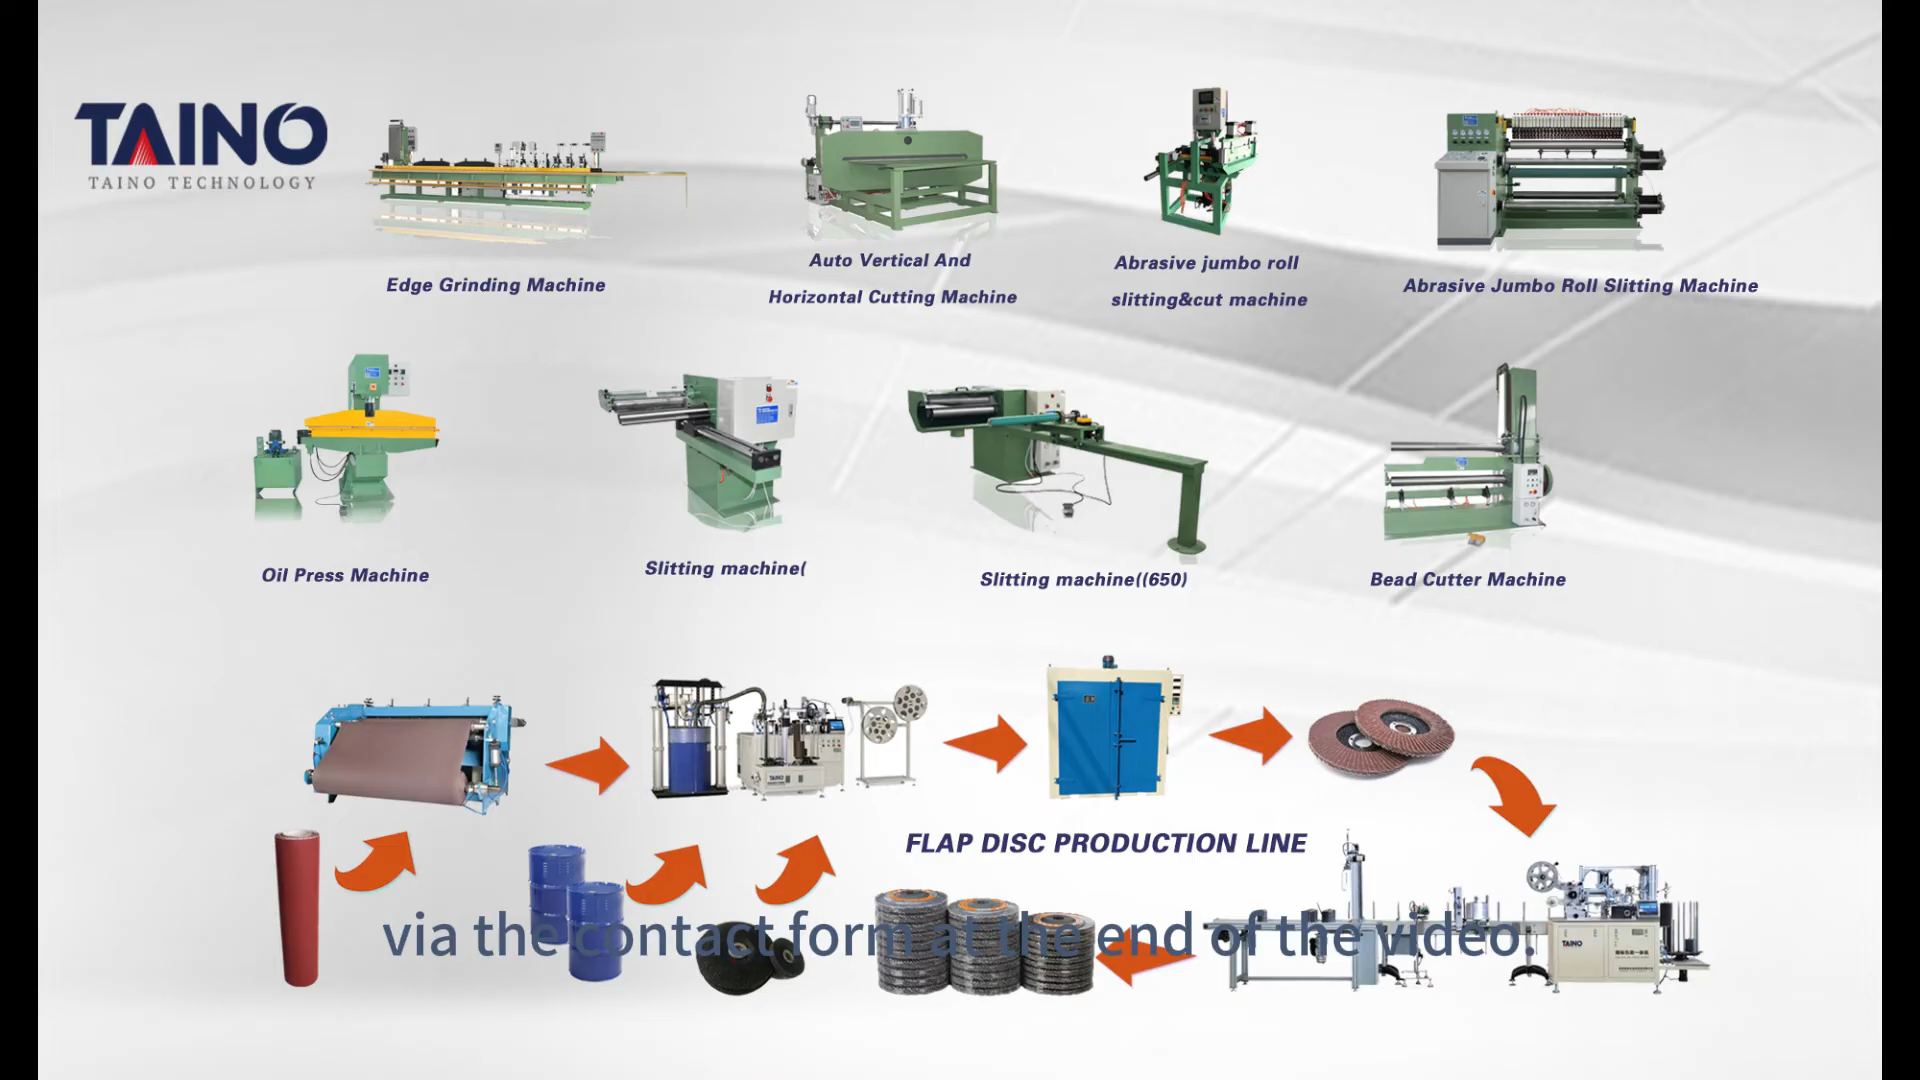 TAINO
TAINO TECHNOLOGY
Edge Grinding Machine
Auto Vertical And
Horizontal Cutting Machine
Abrasive jumbo roll
slitting&cut machine
Abrasive Jumbo Roll Slitting Machine
Oil Press Machine
Slitting machine(
Slitting machine((650)
Bead Cutter Machine
TAINO
FLAP DISC PRODUCTION LINE
via the contact form at the end of the video.
TAINO